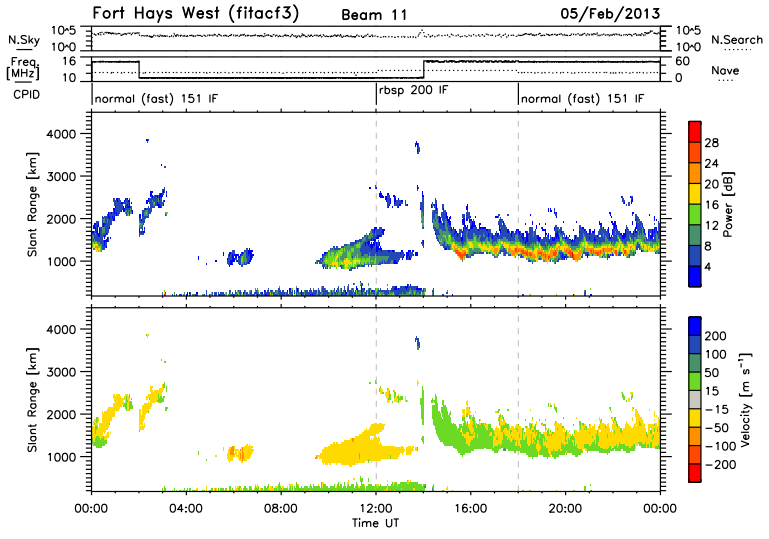 Fort Hays West (fitacf3) Beam 11 05/Feb/2013
N.Sky 10^5 10^0 10^5 10^0 N.Search
Freq. [MHz] 16 10 60 0 Nave
CPID normal (fast) 151 IF rbsp 200 IF normal (fast) 151 IF
Slant Range [km]
4000
3000
2000
1000
28
24
20
16
12
8
4
Power [dB]
Slant Range [km]
4000
3000
2000
1000
200
100
50
15
-15
-50
-100
-200
Velocity [m s⁻¹]
00:00 04:00 08:00 12:00 16:00 20:00 00:00
Time UT